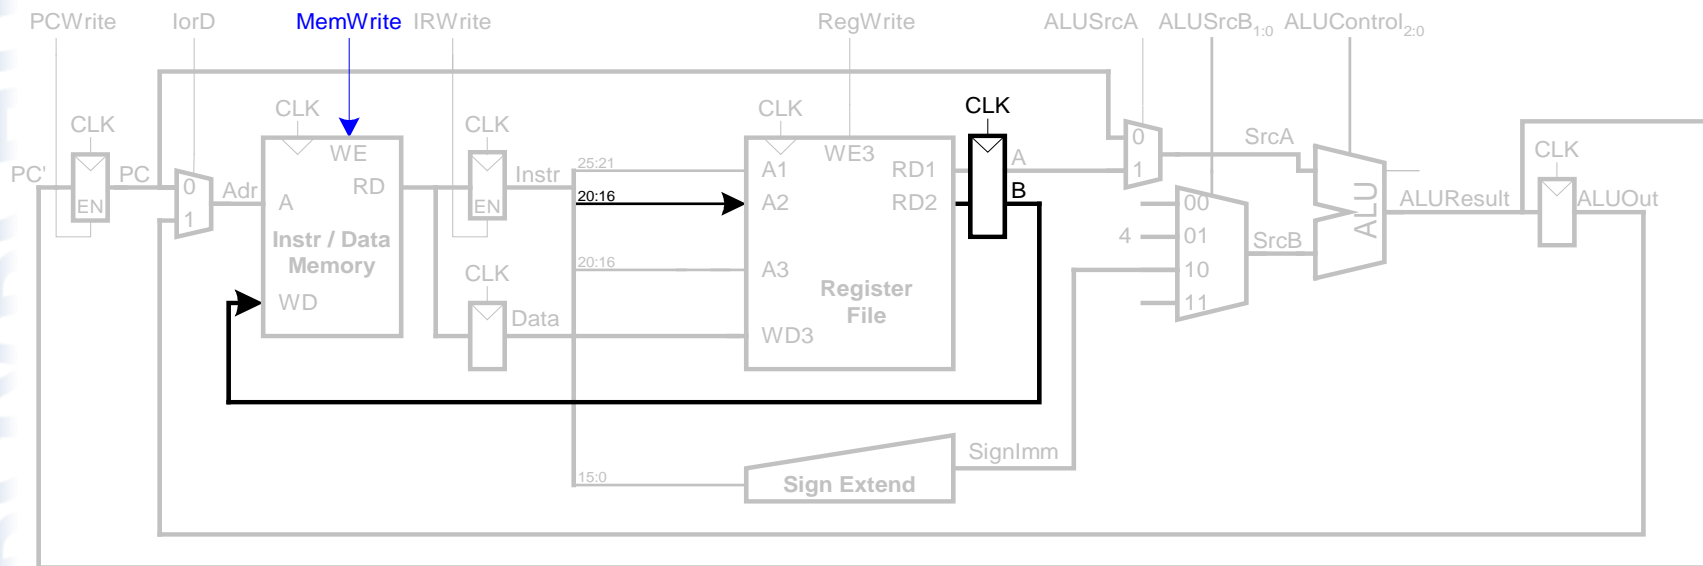 PCWrite IorD MemWrite IRWrite RegWrite ALUSrcA ALUSrcB1:0 ALUControl2:0
CLK CLK CLK CLK CLK CLK CLK
PC' EN PC
0
1
Adr
WE
A RD
Instr / Data
Memory
WD
EN
Instr
CLK
Data
25:21
20:16
20:16
15:0
WE3
A1 RD1
A2 RD2
A3
Register
File
WD3
A
B
Sign Extend
SignImm
0
1
SrcA
00
4 01
10
11
SrcB
ALU
ALUResult
ALUOut